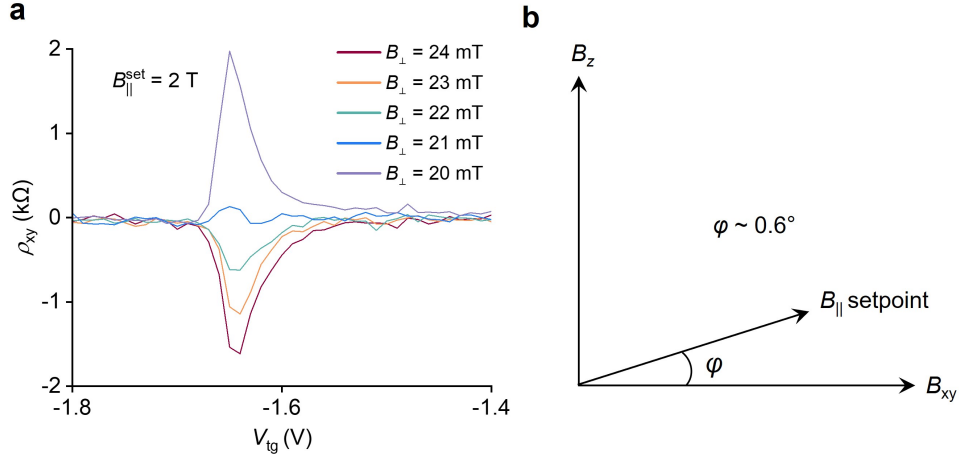 a
B∥^set = 2 T
B⊥ = 24 mT
B⊥ = 23 mT
B⊥ = 22 mT
B⊥ = 21 mT
B⊥ = 20 mT
2
1
0
-1
-2
ρxy (kΩ)
-1.8
-1.6
-1.4
Vtg (V)
b
Bz
φ ~ 0.6°
B|| setpoint
φ
Bxy